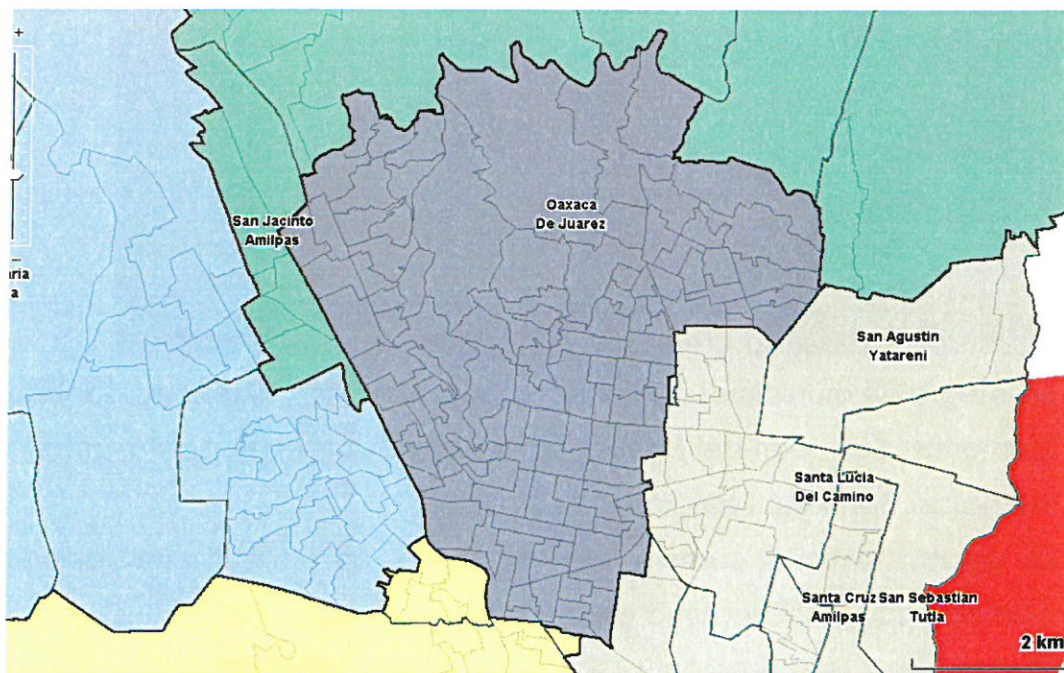 +
San Jacinto
Amilpas
Oaxaca
De Juarez
−
aria
a
San Agustin
Yatareni
Santa Lucia
Del Camino
Santa Cruz
Amilpas
San Sebastian
Tutla
2 km